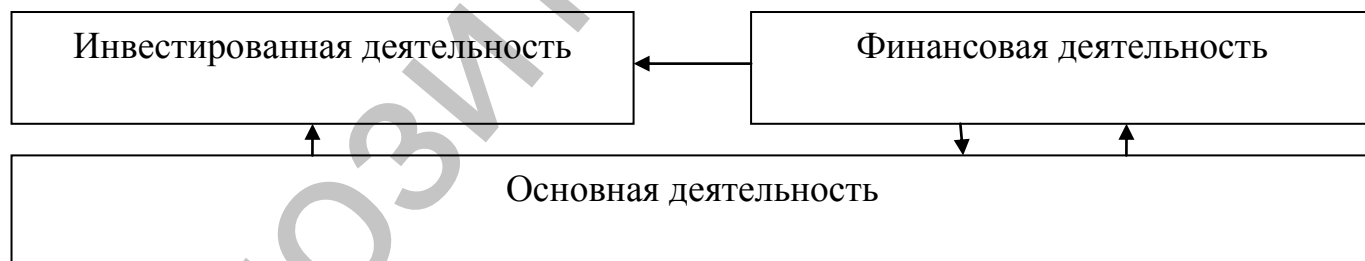 Инвестированная деятельность
Финансовая деятельность
Основная деятельность